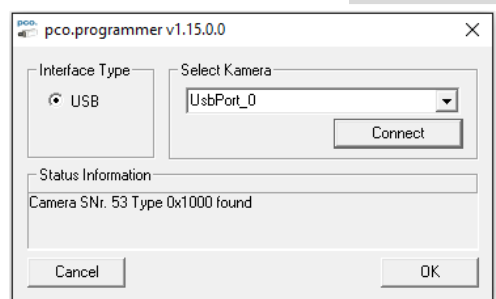 pco.
pco.programmer v1.15.0.0
Interface Type
USB
Select Kamera
UsbPort_0
Connect
Status Information
Camera SNr. 53 Type 0x1000 found
Cancel
OK